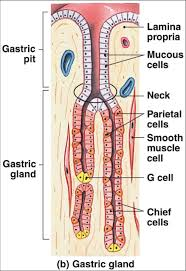 Gastric
pit
Gastric
gland
Lamina
propria
Mucous
cells
Neck
Parietal
cells
Smooth
muscle
cell
G cell
Chief
cells
(b) Gastric gland